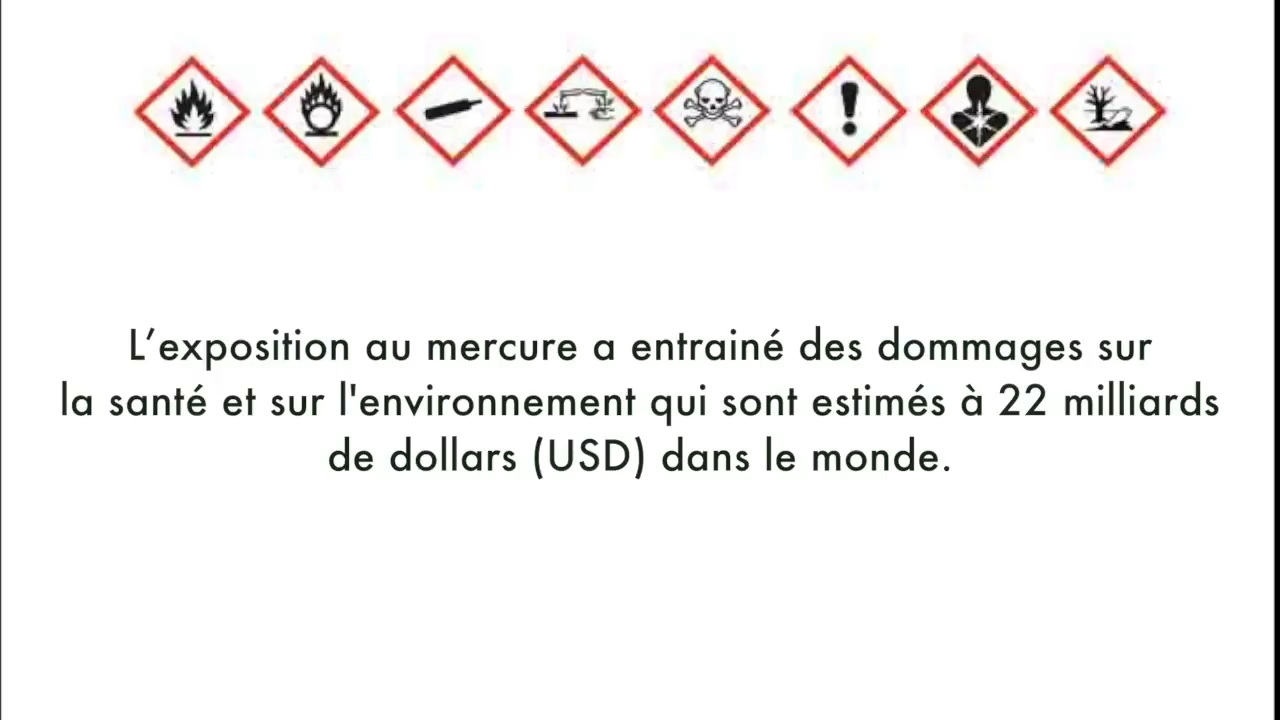 L’exposition au mercure a entrainé des dommages sur
la santé et sur l'environnement qui sont estimés à 22 milliards
de dollars (USD) dans le monde.